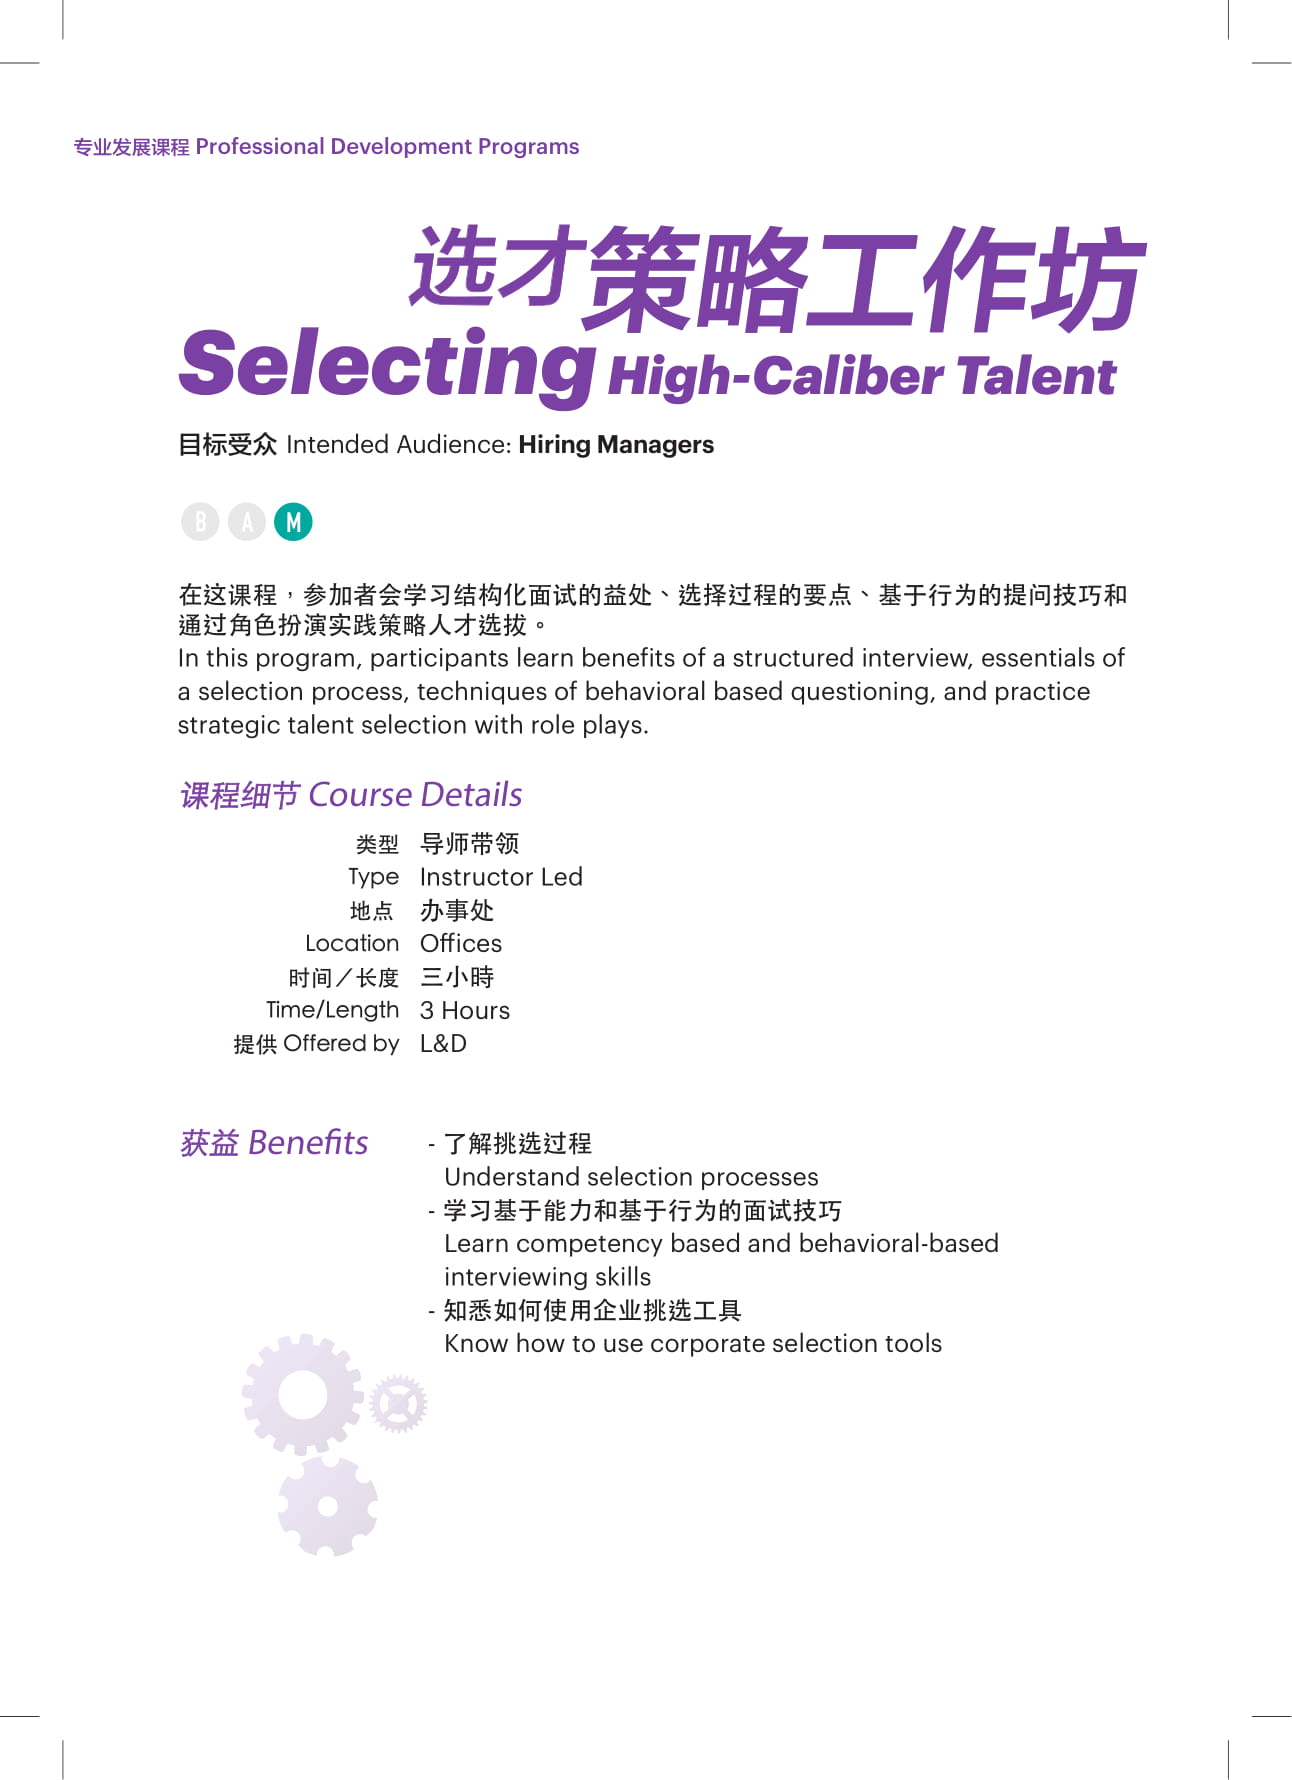 专业发展课程 Professional Development Programs
选才策略工作坊
Selecting High-Caliber Talent
目标受众 Intended Audience: Hiring Managers
B A M
在这课程，参加者会学习结构化面试的益处、选择过程的要点、基于行为的提问技巧和
通过角色扮演实践策略人才选拔。
In this program, participants learn benefits of a structured interview, essentials of
a selection process, techniques of behavioral based questioning, and practice
strategic talent selection with role plays.
课程细节 Course Details
类型 导师带领
Type Instructor Led
地点 办事处
Location Offices
时间／长度 三小時
Time/Length 3 Hours
提供 Offered by L&D
获益 Benefits - 了解挑选过程
Understand selection processes
- 学习基于能力和基于行为的面试技巧
Learn competency based and behavioral-based
interviewing skills
- 知悉如何使用企业挑选工具
Know how to use corporate selection tools